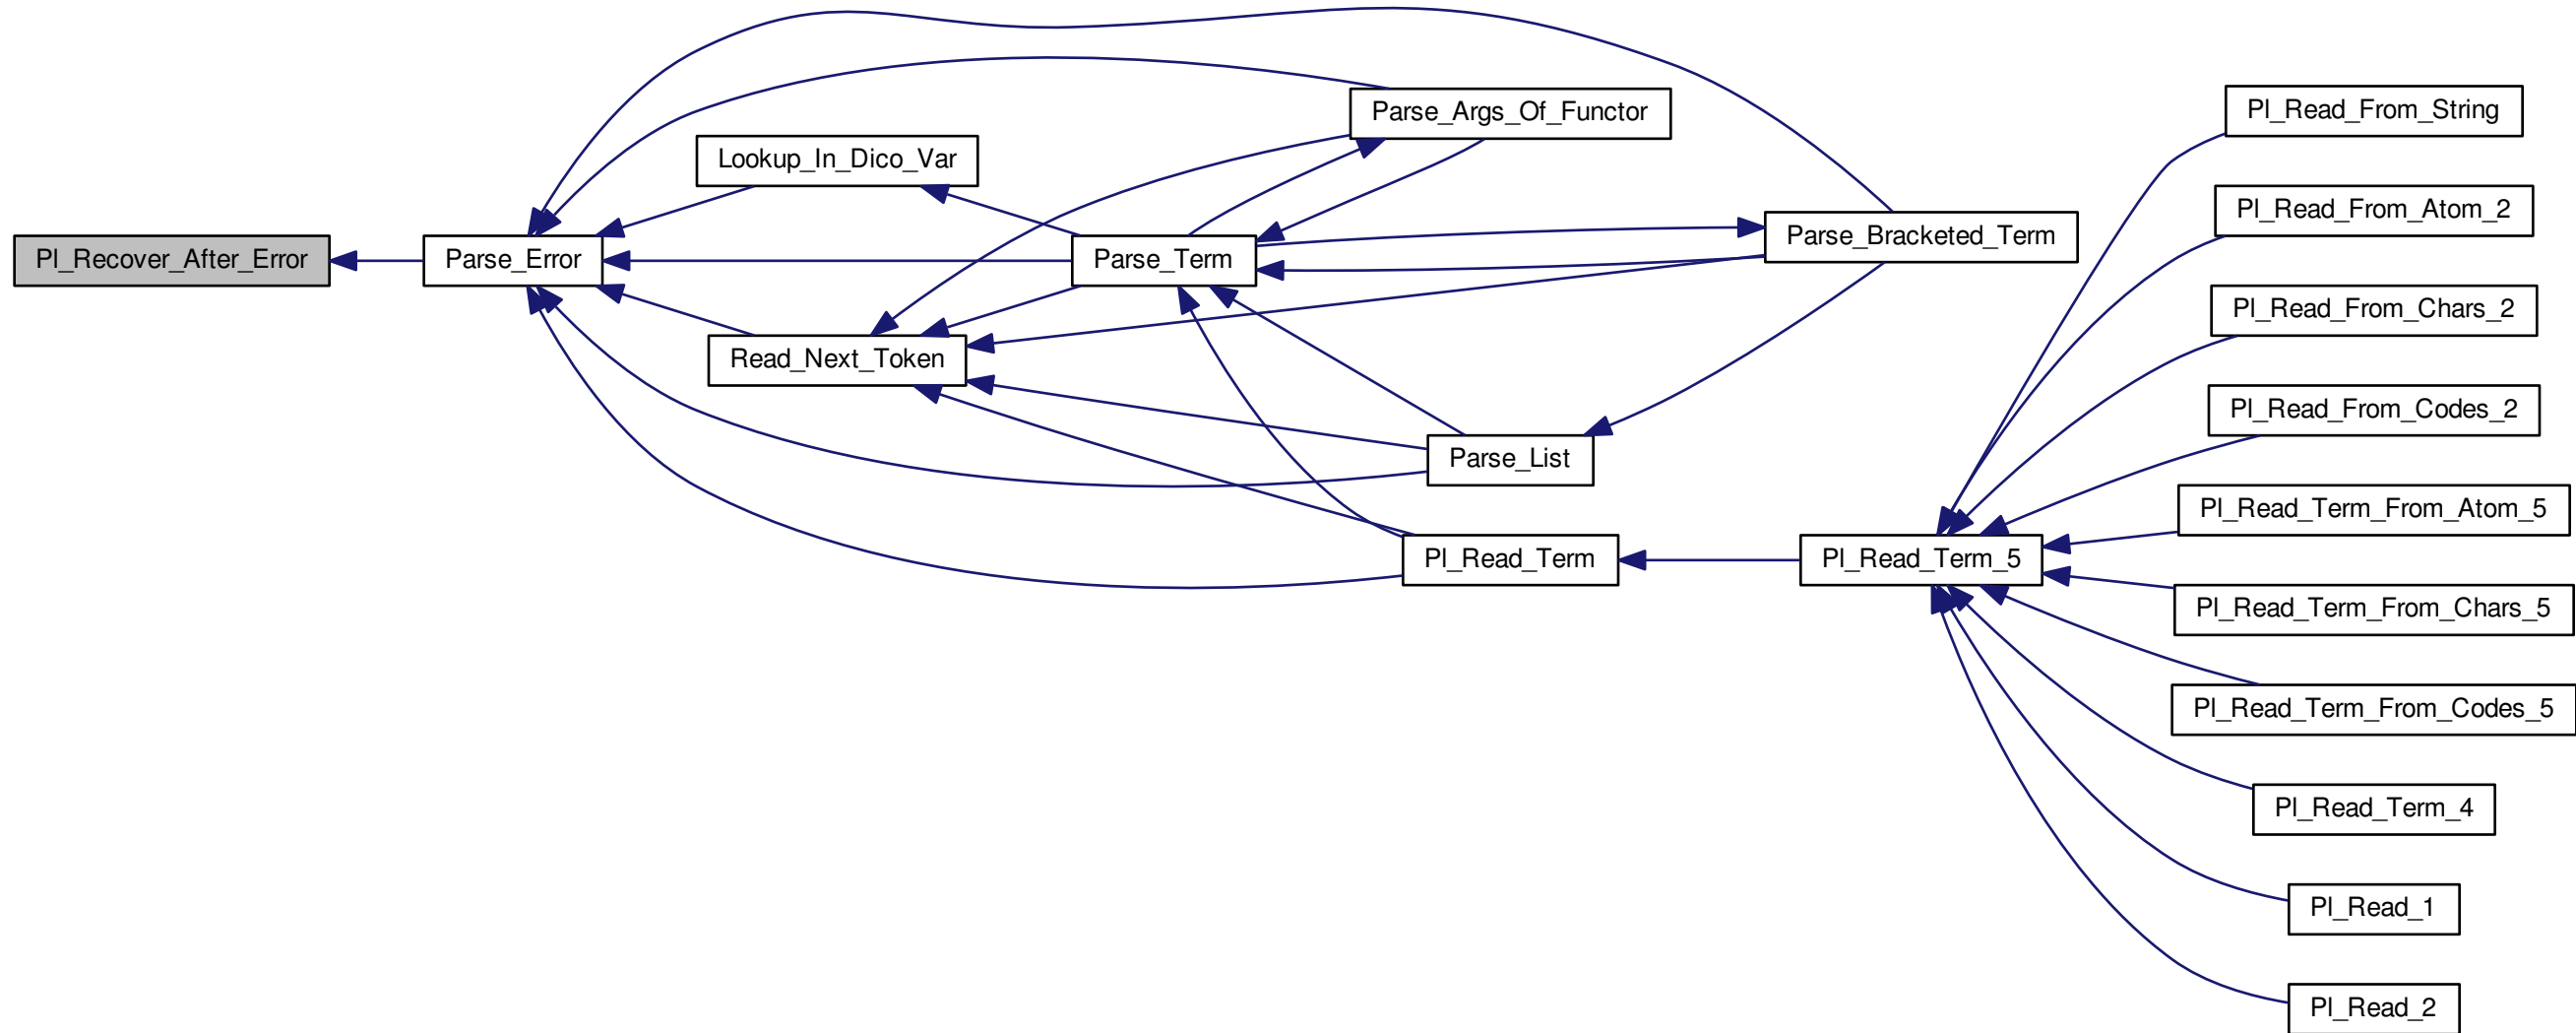 Pl_Recover_After_Error
Parse_Error
Lookup_In_Dico_Var
Read_Next_Token
Parse_Term
Parse_Args_Of_Functor
Parse_List
Pl_Read_Term
Parse_Bracketed_Term
Pl_Read_Term_5
Pl_Read_From_String
Pl_Read_From_Atom_2
Pl_Read_From_Chars_2
Pl_Read_From_Codes_2
Pl_Read_Term_From_Atom_5
Pl_Read_Term_From_Chars_5
Pl_Read_Term_From_Codes_5
Pl_Read_Term_4
Pl_Read_1
Pl_Read_2